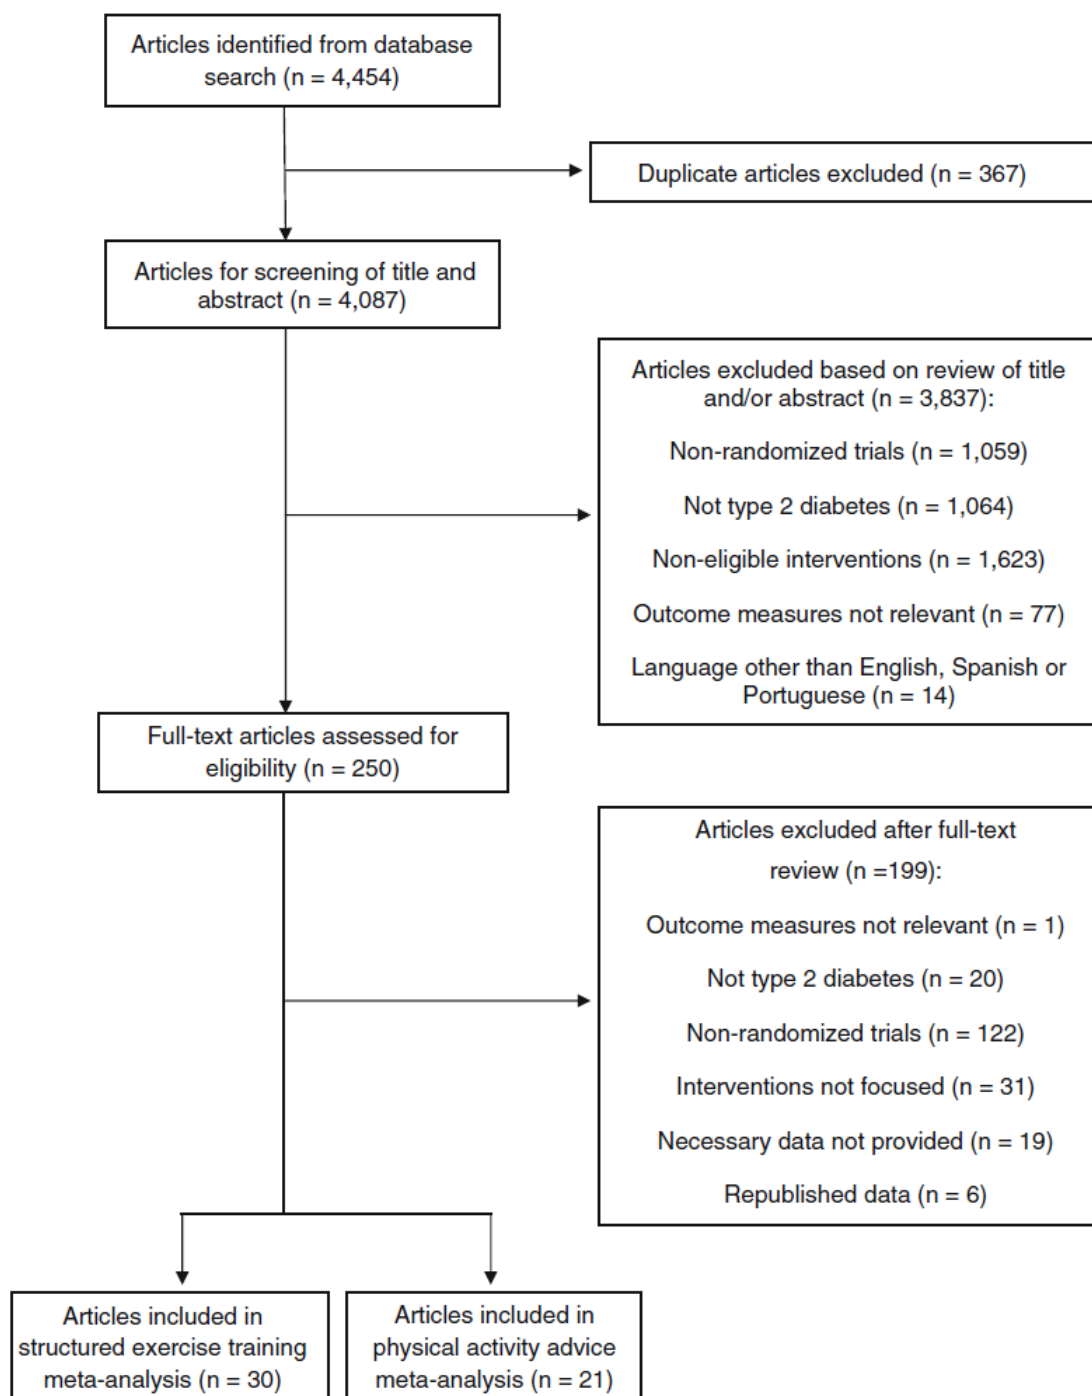 Articles identified from database
search (n = 4,454)
Duplicate articles excluded (n = 367)
Articles for screening of title and
abstract (n = 4,087)
Articles excluded based on review of title
and/or abstract (n = 3,837):
Non-randomized trials (n = 1,059)
Not type 2 diabetes (n = 1,064)
Non-eligible interventions (n = 1,623)
Outcome measures not relevant (n = 77)
Language other than English, Spanish or
Portuguese (n = 14)
Full-text articles assessed for
eligibility (n = 250)
Articles excluded after full-text
review (n =199):
Outcome measures not relevant (n = 1)
Not type 2 diabetes (n = 20)
Non-randomized trials (n = 122)
Interventions not focused (n = 31)
Necessary data not provided (n = 19)
Republished data (n = 6)
Articles included in
structured exercise training
meta-analysis (n = 30)
Articles included in
physical activity advice
meta-analysis (n = 21)